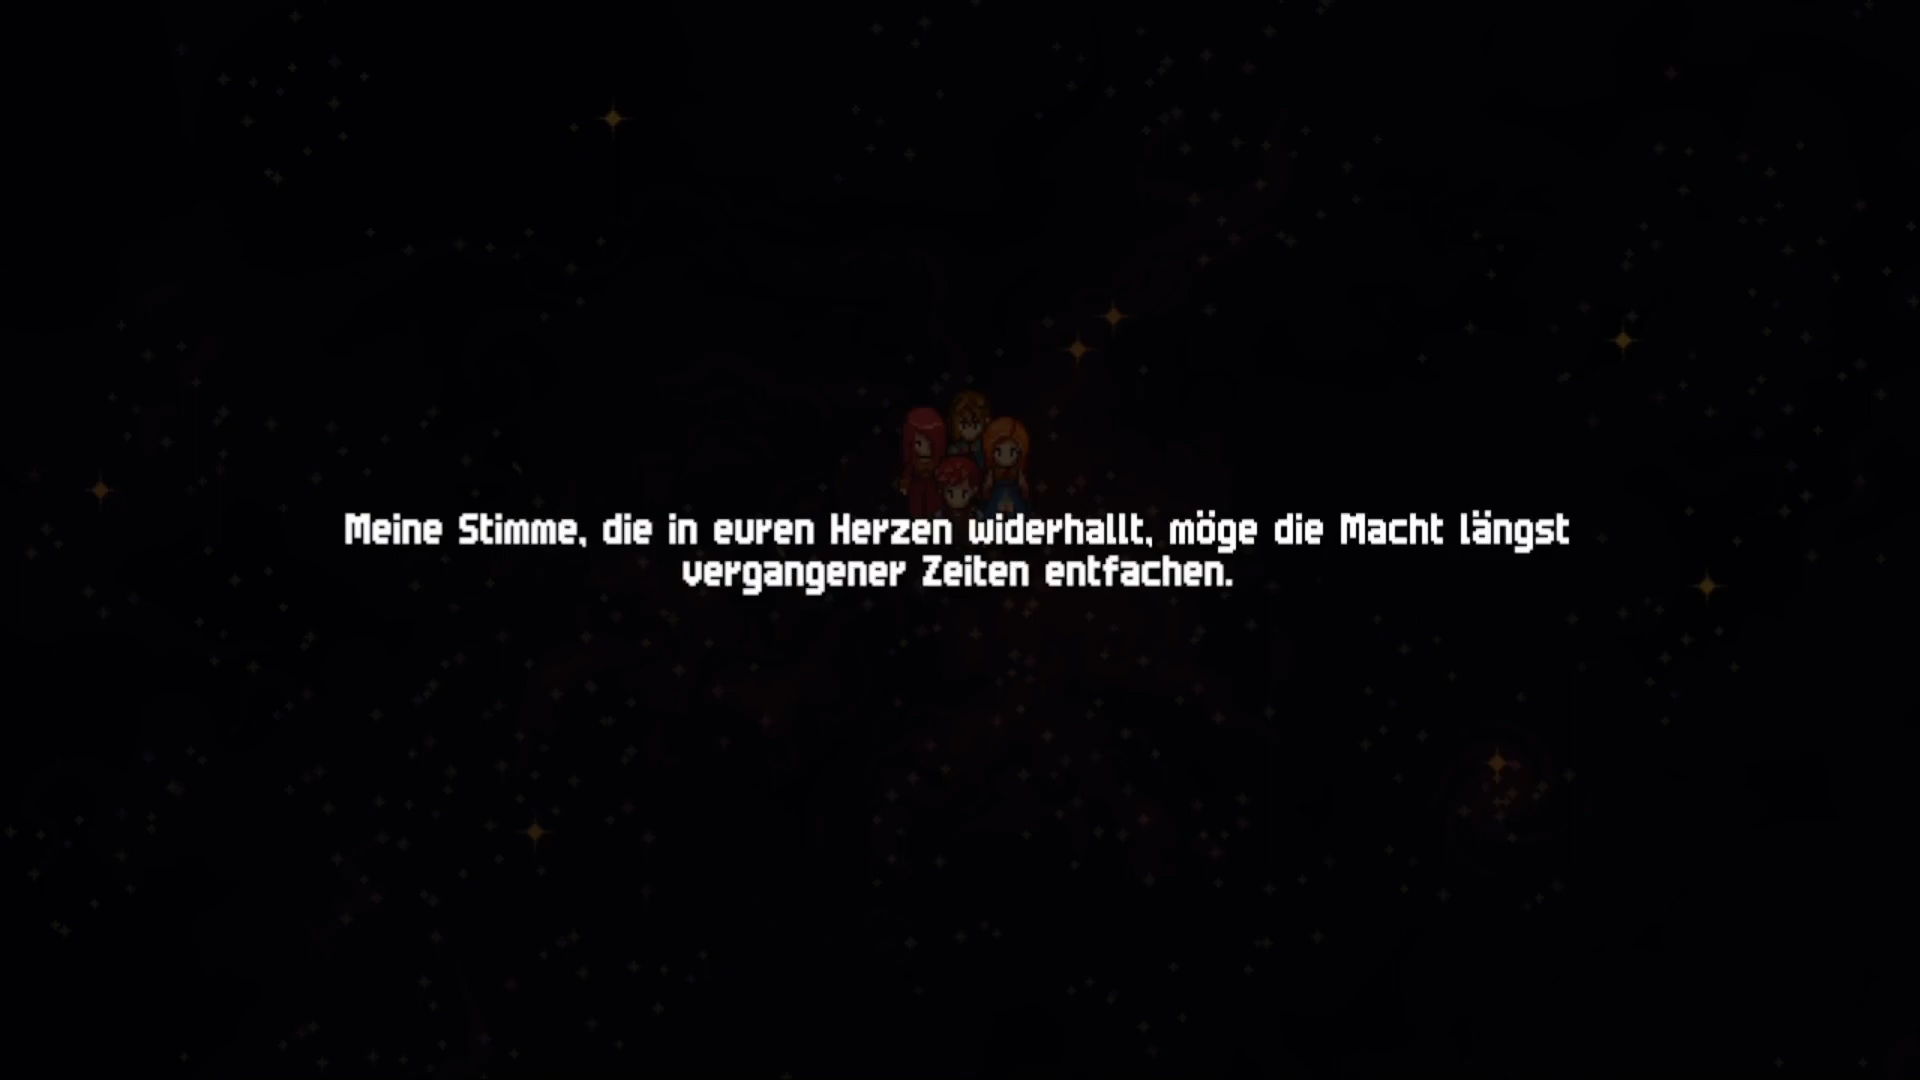 Meine Stimme, die in euren Herzen widerhallt, möge die Macht längst
vergangener Zeiten entfachen.